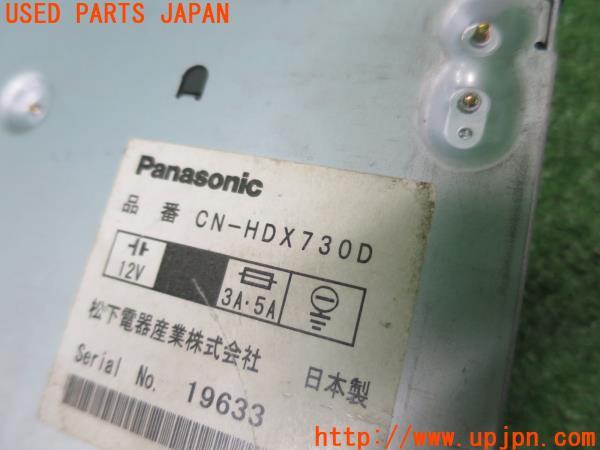 USED PARTS JAPAN
Panasonic
品 番 CN-HDX730D
12V
3A・5A
松下電器産業株式会社
日本製
Serial No. 19633
http://www.upjpn.com